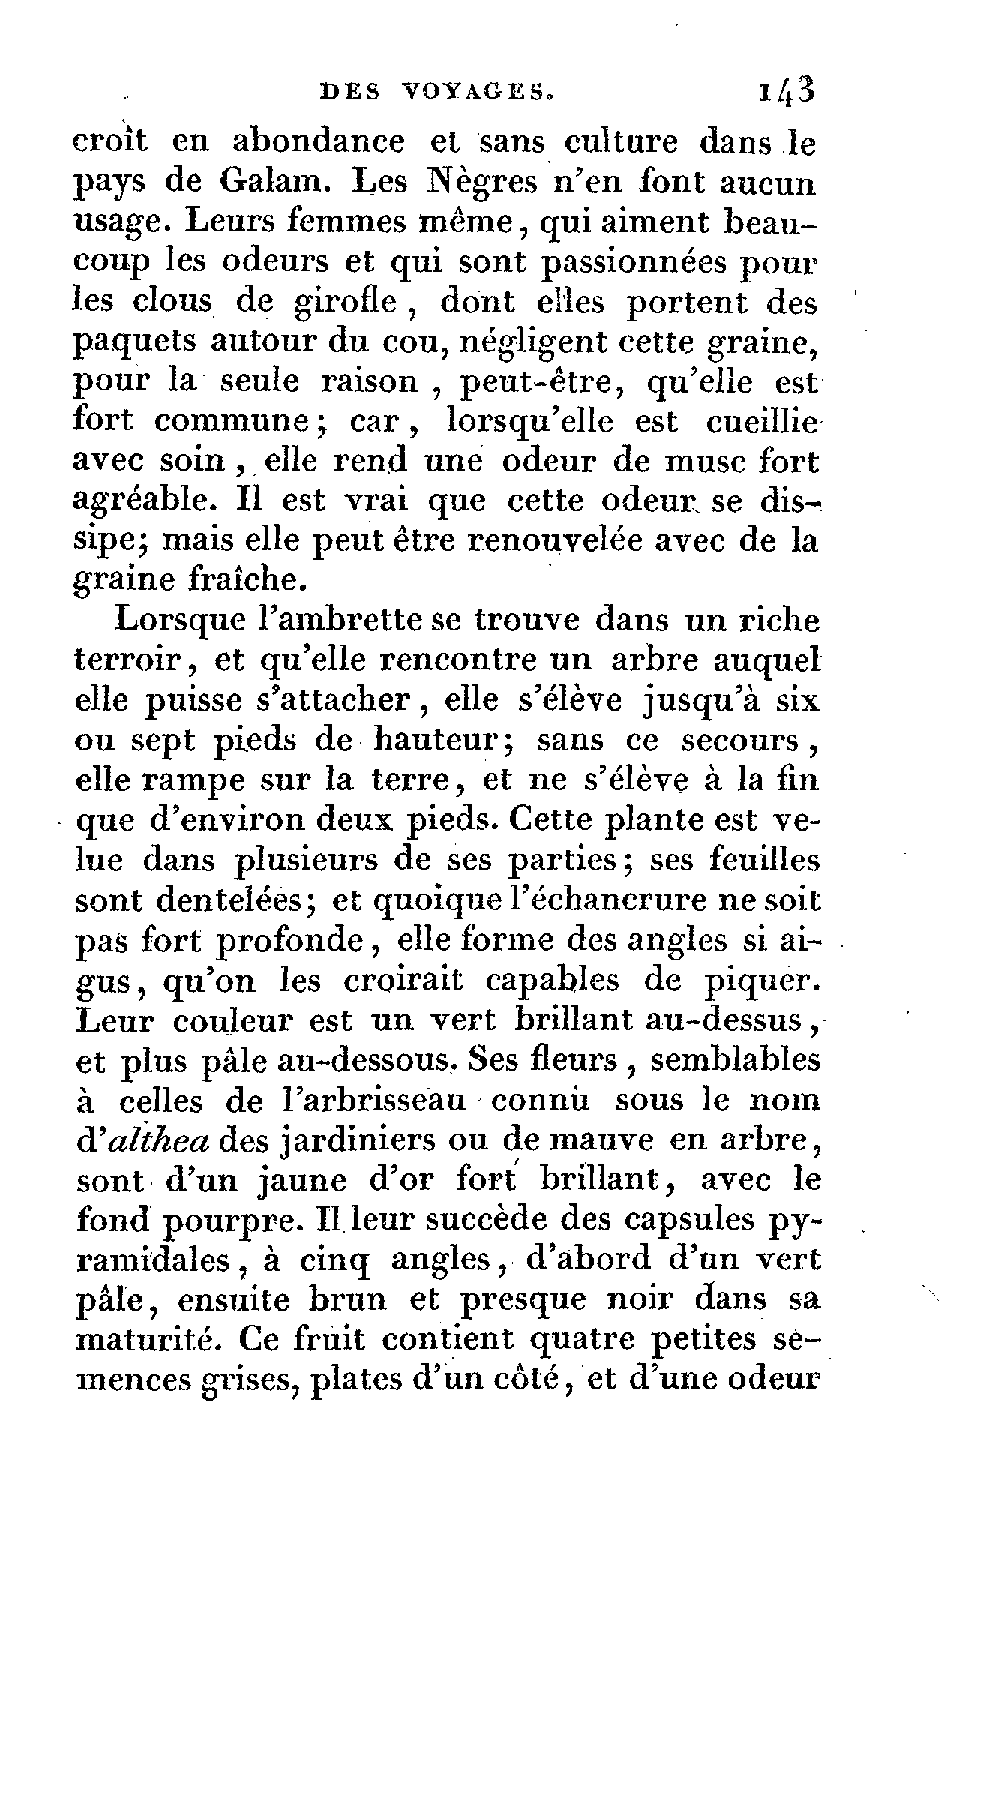 DES VOYAGES. 143
croît en abondance et sans culture dans le
pays de Galam. Les Nègres n'en font aucun
usage. Leurs femmes même, qui aiment beau-
coup les odeurs et qui sont passionnées pour
les clous de girofle, dont elles portent des
paquets autour du cou, négligent cette graine,
pour la seule raison, peut-être, qu'elle est
fort commune; car, lorsqu'elle est cueillie
avec soin, elle rend une odeur de musc fort
agréable. Il est vrai que cette odeur se dis-
sipe; mais elle peut être renouvelée avec de la
graine fraîche.
Lorsque l'ambrette se trouve dans un riche
terroir, et qu'elle rencontre un arbre auquel
elle puisse s'attacher, elle s'élève jusqu'à six
ou sept pieds de hauteur; sans ce secours,
elle rampe sur la terre, et ne s'élève à la fin
que d'environ deux pieds. Cette plante est ve-
lue dans plusieurs de ses parties; ses feuilles
sont dentelées; et quoique l'échancrure ne soit
pas fort profonde, elle forme des angles si ai-
gus, qu'on les croirait capables de piquer.
Leur couleur est un vert brillant au-dessus,
et plus pâle au-dessous. Ses fleurs, semblables
à celles de l'arbrisseau connu sous le nom
d'althea des jardiniers ou de mauve en arbre,
sont d'un jaune d'or fort brillant, avec le
fond pourpre. Il leur succède des capsules py-
ramidales, à cinq angles, d'abord d'un vert
pâle, ensuite brun et presque noir dans sa
maturité. Ce fruit contient quatre petites se-
mences grises, plates d'un côté, et d'une odeur